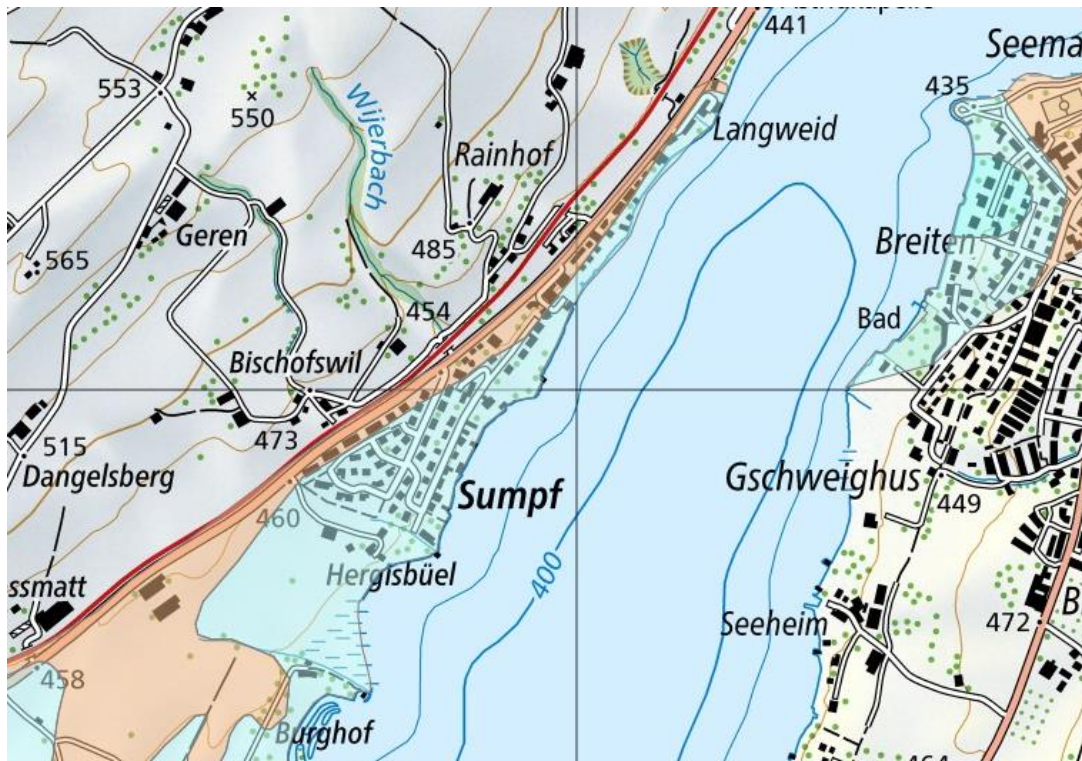 441
Seema
553
435
550
Wijerbach
Langweid
Rainhof
Geren
485
Breiten
565
454
Bad
Bischofswil
473
515
Dangelsberg
Gschweighus
Sumpf
449
460
400
Hergisbüel
ssmatt
Seeheim
472
B
458
Burghof